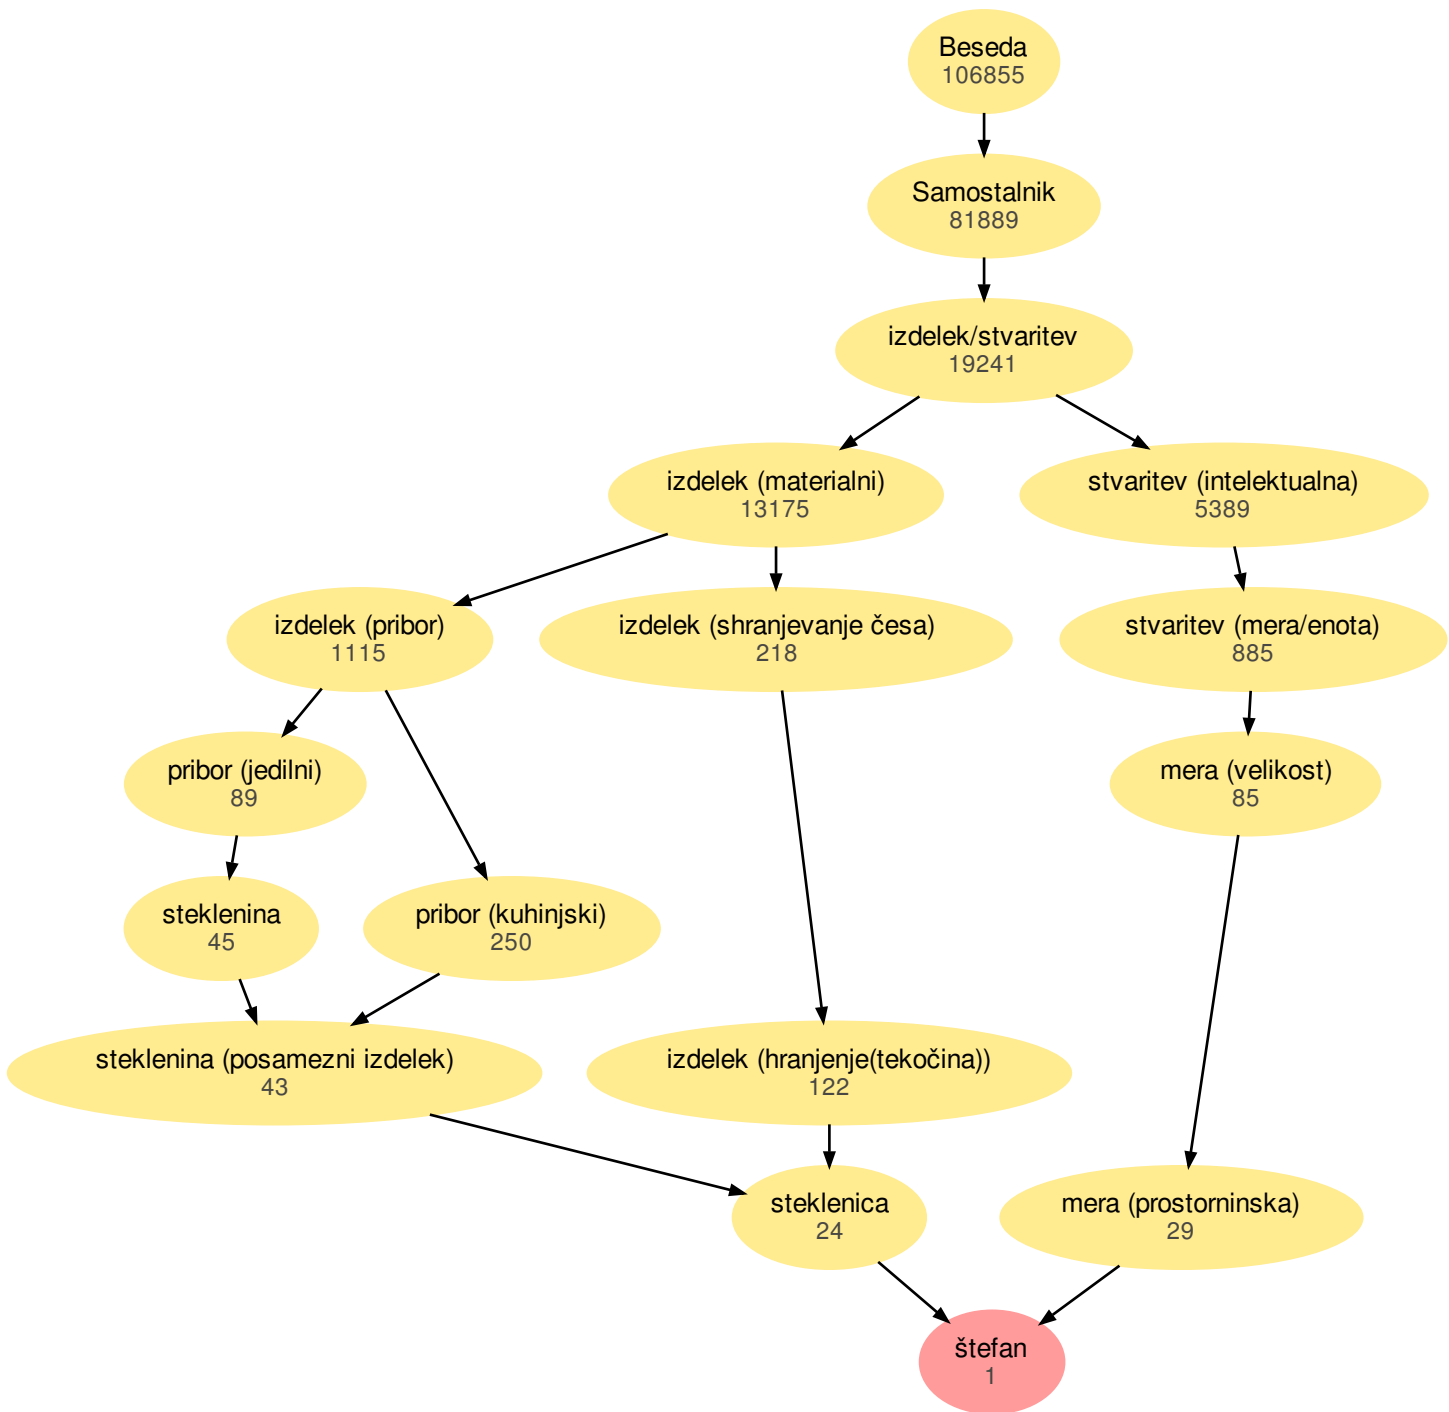 Beseda
106855
Samostalnik
81889
izdelek/stvaritev
19241
izdelek (materialni)
13175
stvaritev (intelektualna)
5389
izdelek (pribor)
1115
izdelek (shranjevanje česa)
218
stvaritev (mera/enota)
885
pribor (jedilni)
89
mera (velikost)
85
steklenina
45
pribor (kuhinjski)
250
steklenina (posamezni izdelek)
43
izdelek (hranjenje(tekočina))
122
steklenica
24
mera (prostorninska)
29
štefan
1